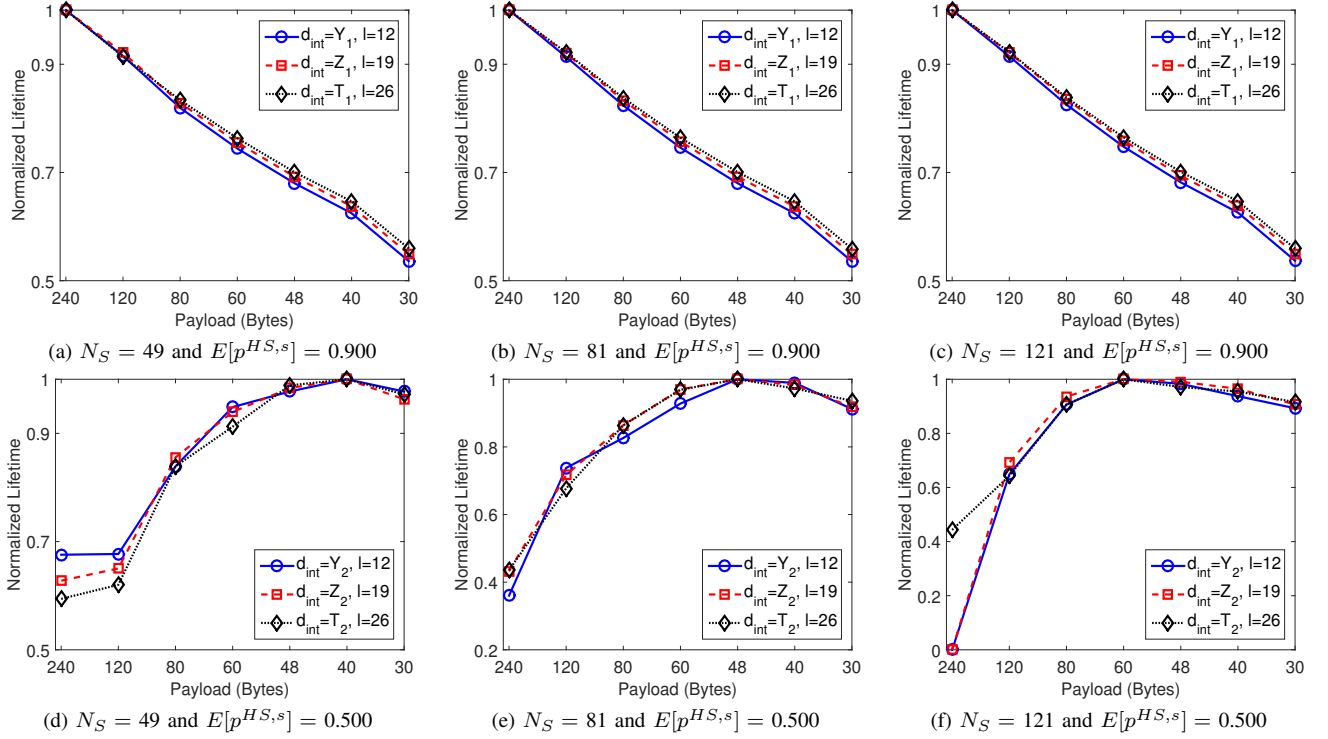 1
0.9
0.7
0.5
Normalized Lifetime
d_int=Y_1, l=12
d_int=Z_1, l=19
d_int=T_1, l=26
240 120 80 60 48 40 30
Payload (Bytes)
(a) N_S = 49 and E[p^{HS,s}] = 0.900
1
0.9
0.7
0.5
Normalized Lifetime
d_int=Y_1, l=12
d_int=Z_1, l=19
d_int=T_1, l=26
240 120 80 60 48 40 30
Payload (Bytes)
(b) N_S = 81 and E[p^{HS,s}] = 0.900
1
0.9
0.7
0.5
Normalized Lifetime
d_int=Y_1, l=12
d_int=Z_1, l=19
d_int=T_1, l=26
240 120 80 60 48 40 30
Payload (Bytes)
(c) N_S = 121 and E[p^{HS,s}] = 0.900
1
0.9
0.7
0.5
Normalized Lifetime
d_int=Y_2, l=12
d_int=Z_2, l=19
d_int=T_2, l=26
240 120 80 60 48 40 30
Payload (Bytes)
(d) N_S = 49 and E[p^{HS,s}] = 0.500
1
0.8
0.6
0.4
0.2
Normalized Lifetime
d_int=Y_2, l=12
d_int=Z_2, l=19
d_int=T_2, l=26
240 120 80 60 48 40 30
Payload (Bytes)
(e) N_S = 81 and E[p^{HS,s}] = 0.500
1
0.8
0.6
0.4
0.2
0
Normalized Lifetime
d_int=Y_2, l=12
d_int=Z_2, l=19
d_int=T_2, l=26
240 120 80 60 48 40 30
Payload (Bytes)
(f) N_S = 121 and E[p^{HS,s}] = 0.500